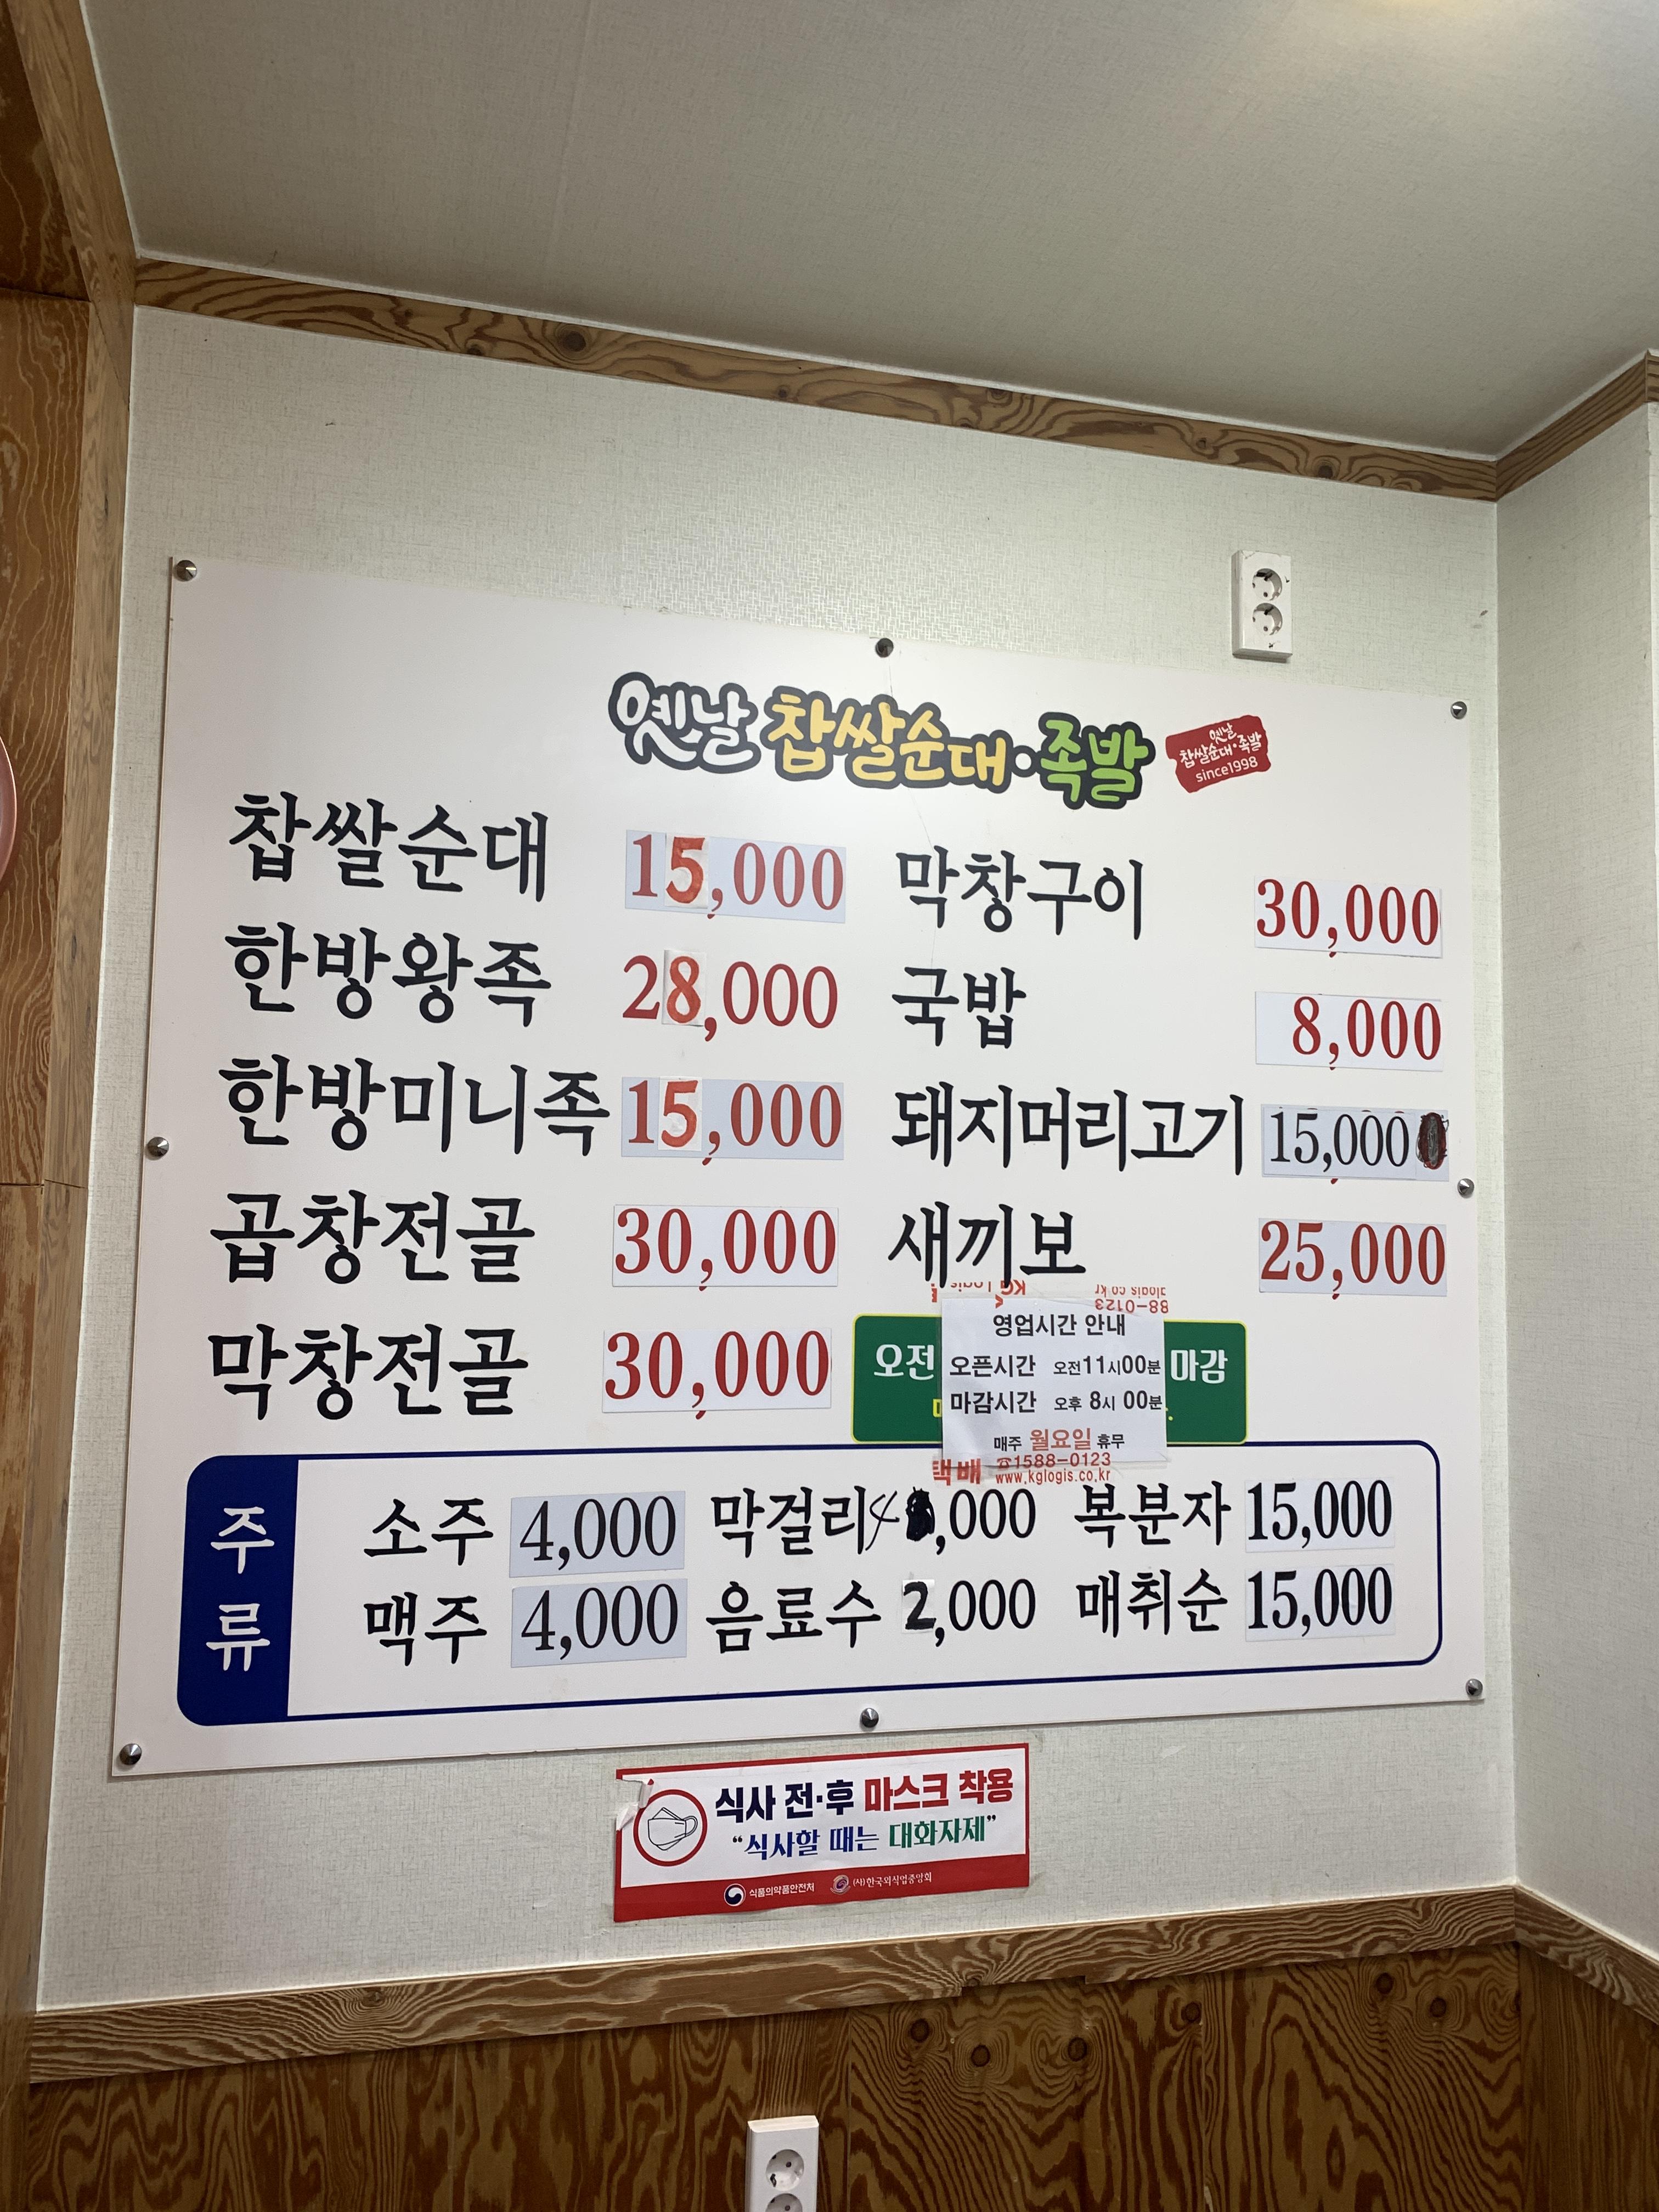 옛날 찹쌀순대·족발
옛날
찹쌀순대·족발
since1998
찹쌀순대 15,000
한방왕족 28,000
한방미니족 15,000
곱창전골 30,000
막창전골 30,000
막창구이 30,000
국밥 8,000
돼지머리고기 15,000
새끼보 25,000
KG Logis
88-0123
glogis.co.kr
오전 마감
영업시간 안내
오픈시간 오전11시00분
마감시간 오후 8시 00분
매주 월요일 휴무
택배 ☎1588-0123
www.kglogis.co.kr
주류
소주 4,000 막걸리 4,000 복분자 15,000
맥주 4,000 음료수 2,000 매취순 15,000
식사 전·후 마스크 착용
“식사할 때는 대화자제”
식품의약품안전처 (사)한국외식업중앙회